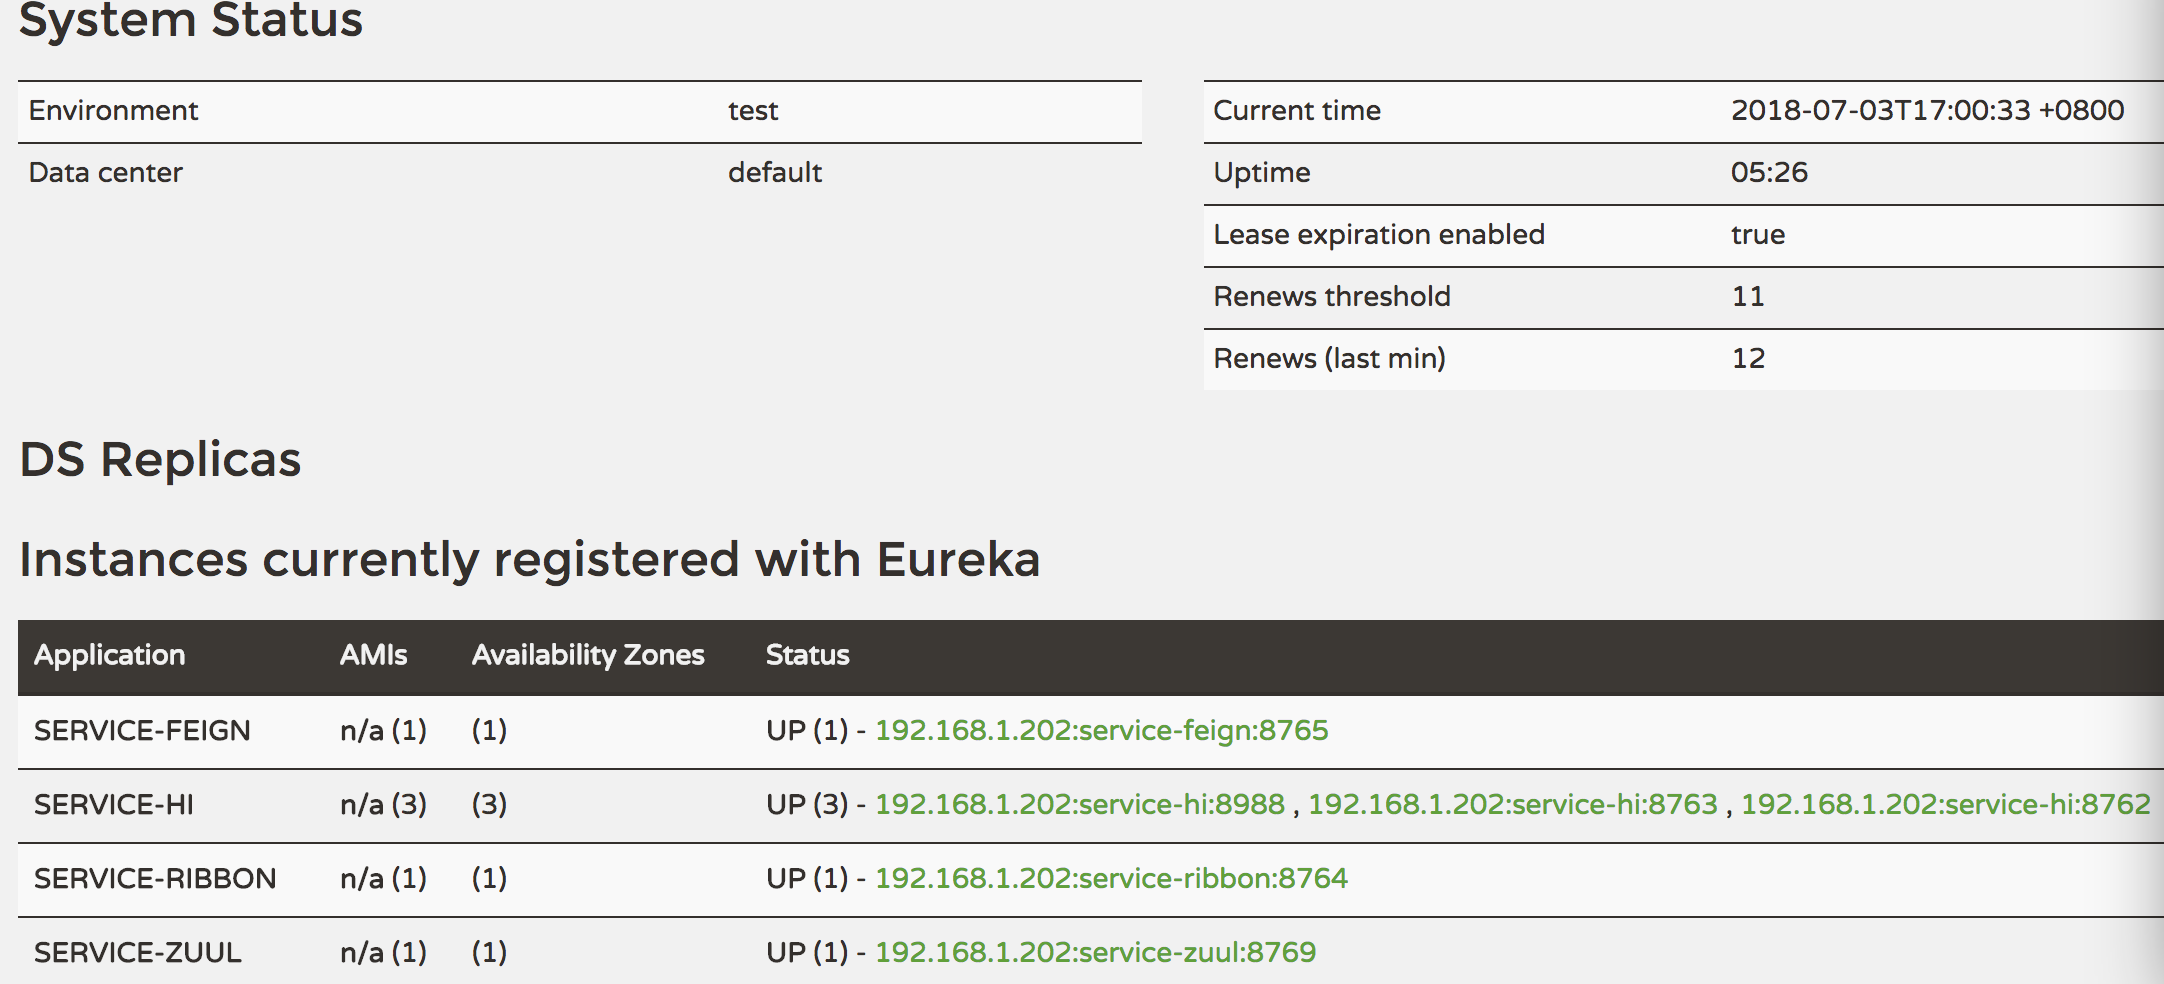 System Status
Environment test
Data center default
Current time 2018-07-03T17:00:33 +0800
Uptime 05:26
Lease expiration enabled true
Renews threshold 11
Renews (last min) 12
DS Replicas
Instances currently registered with Eureka
Application AMIs Availability Zones Status
SERVICE-FEIGN n/a (1) (1) UP (1) - 192.168.1.202:service-feign:8765
SERVICE-HI n/a (3) (3) UP (3) - 192.168.1.202:service-hi:8988 , 192.168.1.202:service-hi:8763 , 192.168.1.202:service-hi:8762
SERVICE-RIBBON n/a (1) (1) UP (1) - 192.168.1.202:service-ribbon:8764
SERVICE-ZUUL n/a (1) (1) UP (1) - 192.168.1.202:service-zuul:8769